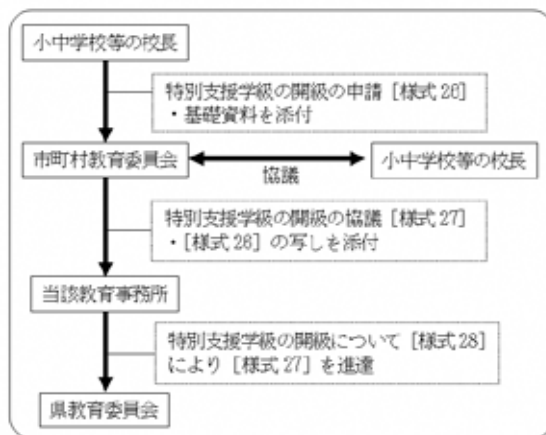 小中学校等の校長
特別支援学級の開級の申請［様式26］
・基礎資料を添付
市町村教育委員会
協議
小中学校等の校長
特別支援学級の開級の協議［様式27］
・［様式26］の写しを添付
当該教育事務所
特別支援学級の開級について［様式28］
により［様式27］を進達
県教育委員会